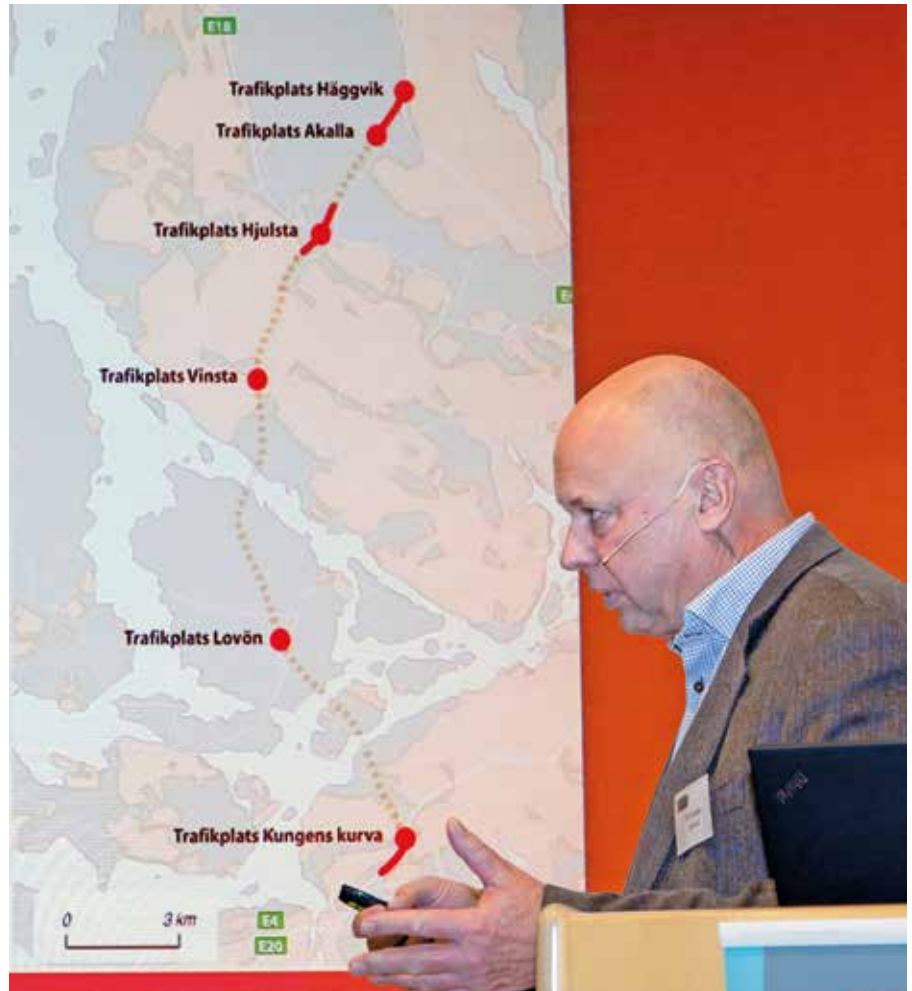 E18
Trafikplats Häggvik
Trafikplats Akalla
Trafikplats Hjulsta
Trafikplats Vinsta
Trafikplats Lovön
Trafikplats Kungens kurva
0 3 km
E4
E20